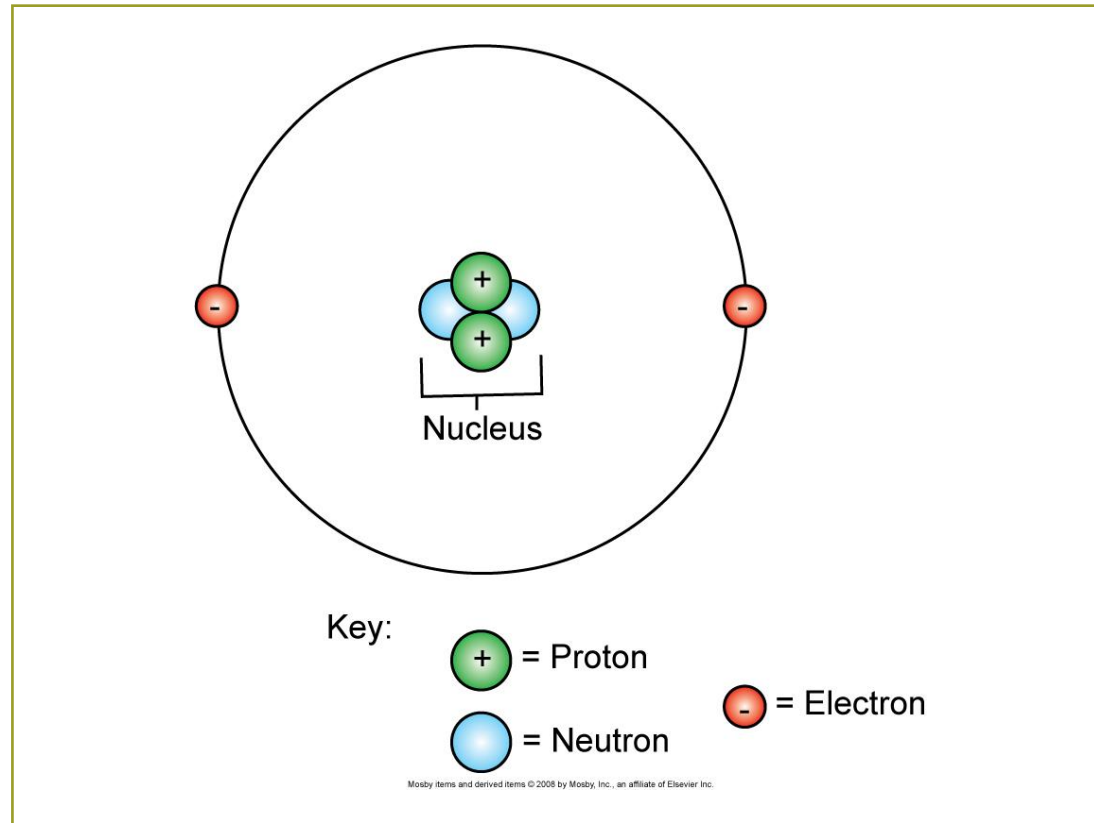 -
+
+
-
Nucleus
Key:
+ = Proton
- = Electron
= Neutron
Mosby items and derived items © 2008 by Mosby, Inc., an affiliate of Elsevier Inc.